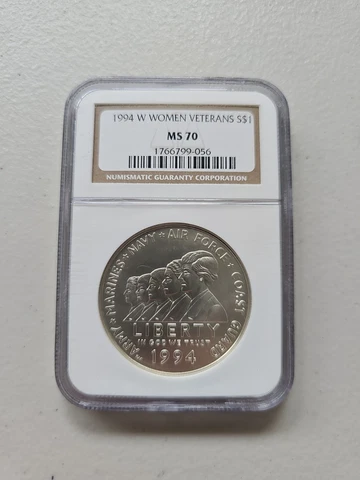 1994 W WOMEN VETERANS S$1
MS 70
1766799-056
NUMISMATIC GUARANTY CORPORATION
ARMY ★ MARINES ★ NAVY ★ AIR FORCE ★ COAST GUARD
LIBERTY
IN GOD WE TRUST
1994